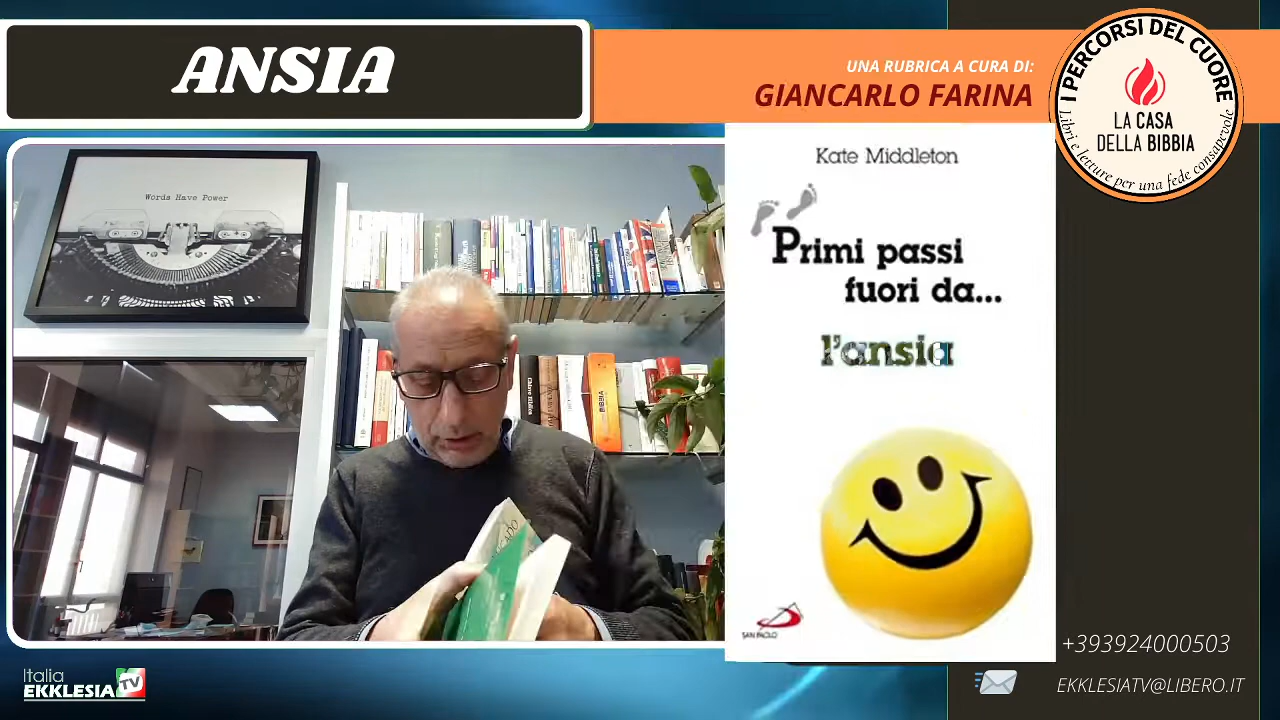 ANSIA
UNA RUBRICA A CURA DI:
GIANCARLO FARINA
I PERCORSI DEL CUORE
LA CASA
DELLA BIBBIA
Libri e letture per una fede consapevole
Words Have Power
Kate Middleton
Primi passi
fuori da...
l'ansia
SAN PAOLO
BIBBIA
+393924000503
EKKLESIATV@LIBERO.IT
Italia
EKKLESIA TV